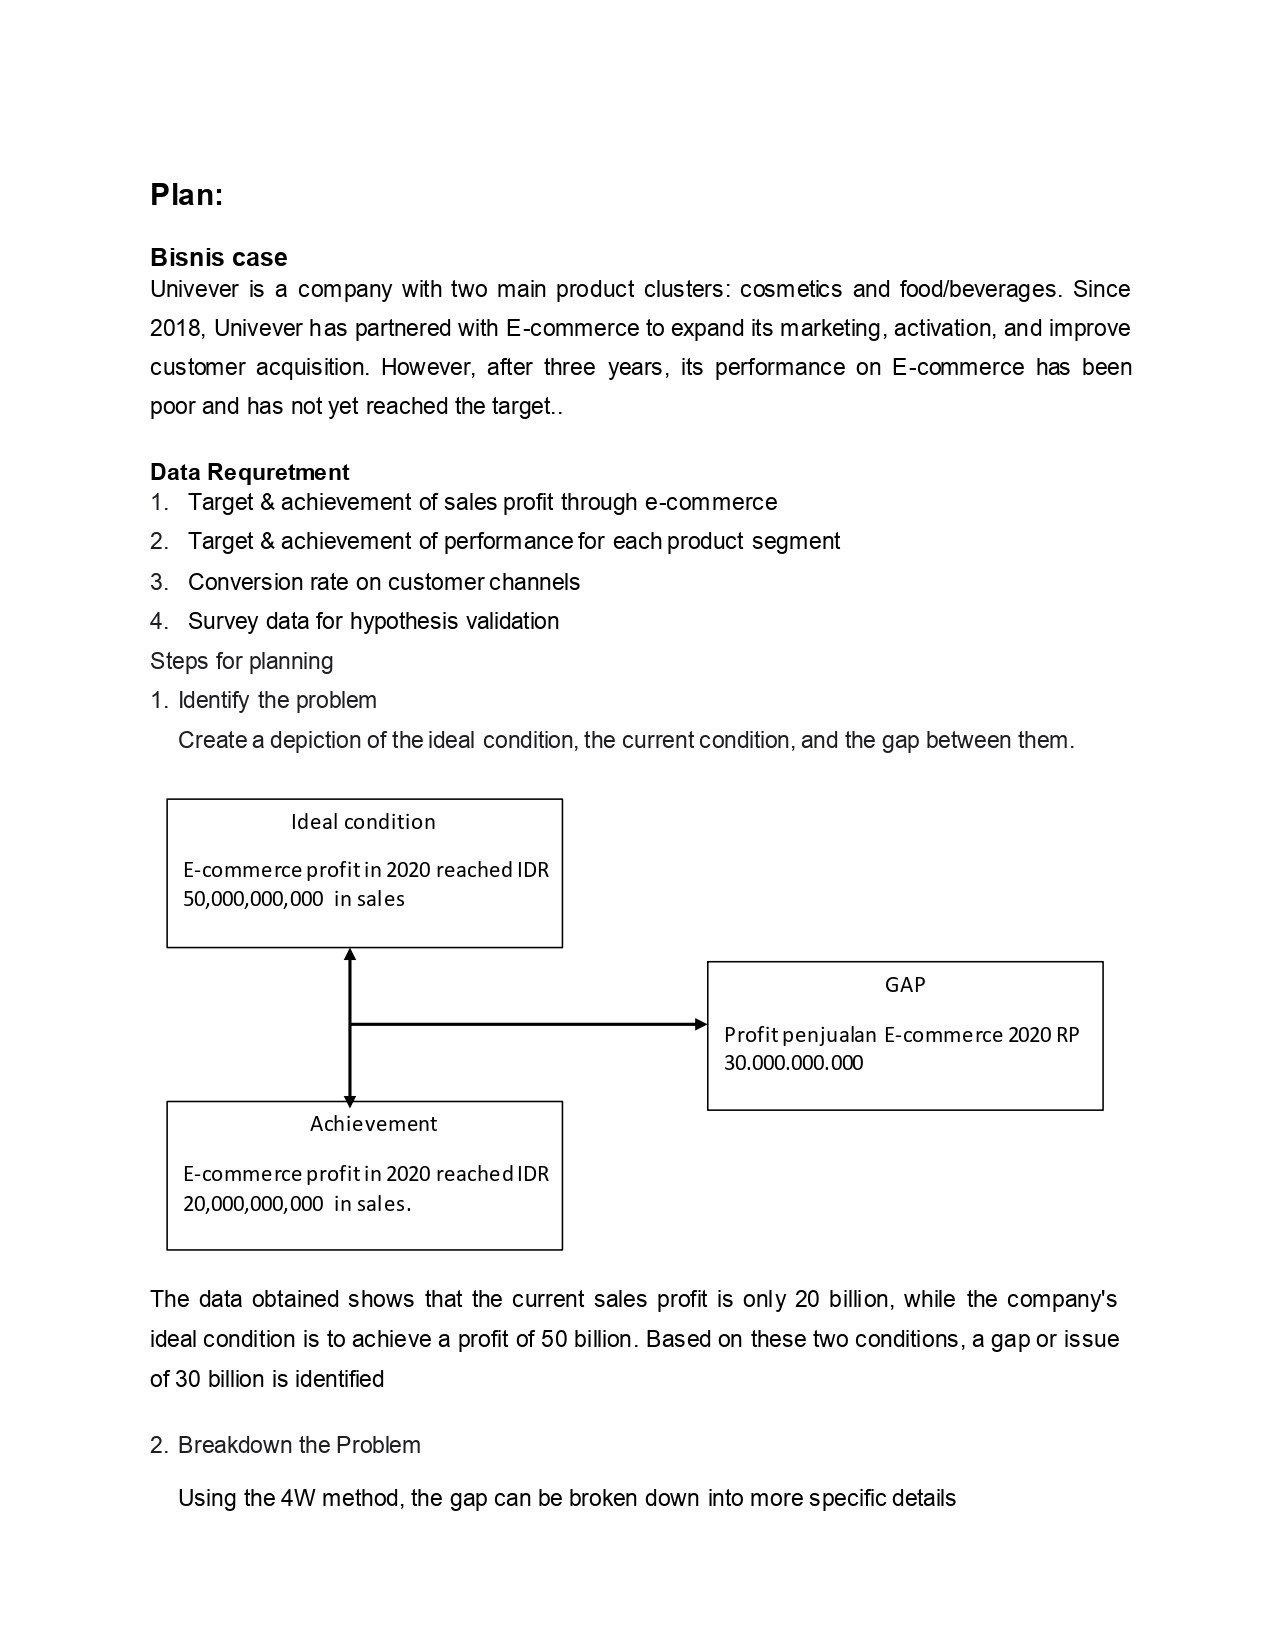 Plan:
Bisnis case
Univever is a company with two main product clusters: cosmetics and food/beverages. Since
2018, Univever has partnered with E-commerce to expand its marketing, activation, and improve
customer acquisition. However, after three years, its performance on E-commerce has been
poor and has not yet reached the target..
Data Requretment
1. Target & achievement of sales profit through e-commerce
2. Target & achievement of performance for each product segment
3. Conversion rate on customer channels
4. Survey data for hypothesis validation
Steps for planning
1. Identify the problem
Create a depiction of the ideal condition, the current condition, and the gap between them.
Ideal condition
E-commerce profit in 2020 reached IDR
50,000,000,000 in sales
GAP
Profit penjualan E-commerce 2020 RP
30.000.000.000
Achievement
E-commerce profit in 2020 reached IDR
20,000,000,000 in sales.
The data obtained shows that the current sales profit is only 20 billion, while the company's
ideal condition is to achieve a profit of 50 billion. Based on these two conditions, a gap or issue
of 30 billion is identified
2. Breakdown the Problem
Using the 4W method, the gap can be broken down into more specific details